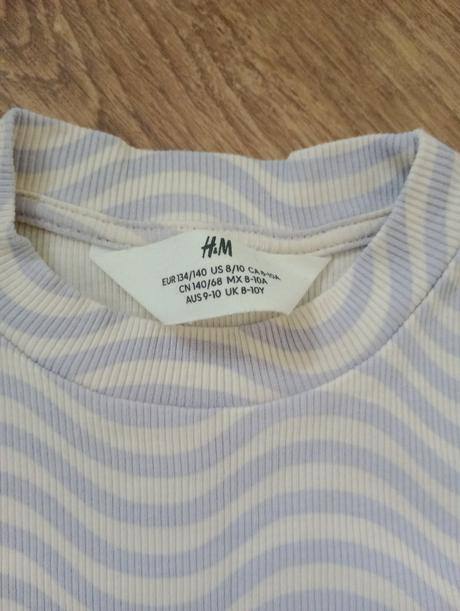 H&M
EUR 134/140 US 8/10 CA 8-10A
CN 140/68 MX 8-10A
AUS 9-10 UK 8-10Y